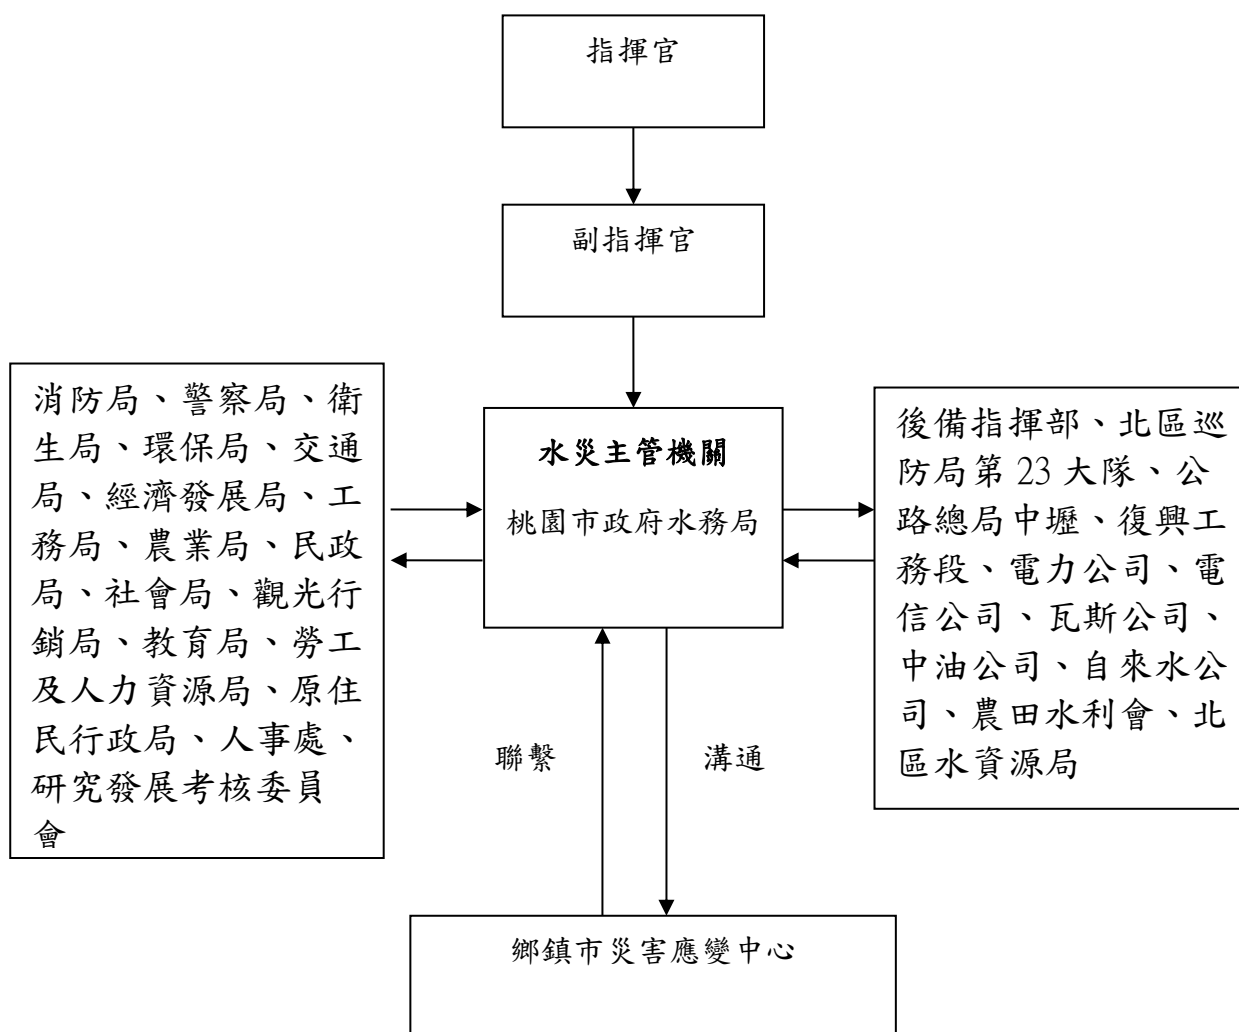 指揮官
副指揮官
消防局、警察局、衛
生局、環保局、交通
局、經濟發展局、工
務局、農業局、民政
局、社會局、觀光行
銷局、教育局、勞工
及人力資源局、原住
民行政局、人事處、
研究發展考核委員
會
水災主管機關
桃園市政府水務局
後備指揮部、北區巡
防局第 23 大隊、公
路總局中壢、復興工
務段、電力公司、電
信公司、瓦斯公司、
中油公司、自來水公
司、農田水利會、北
區水資源局
聯繫
溝通
鄉鎮市災害應變中心